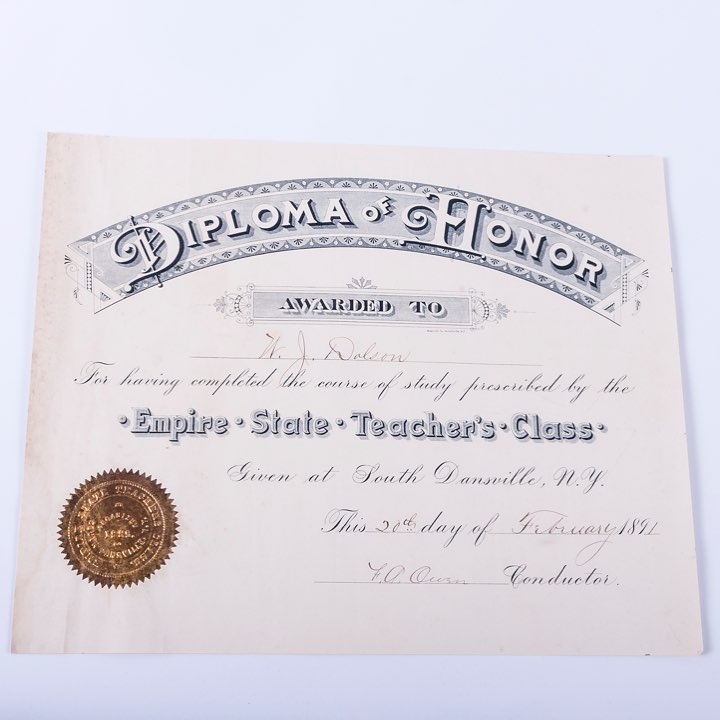 DIPLOMA OF HONOR
AWARDED TO
W. J. Dolson
For having completed the course of study prescribed by the
·Empire·State·Teacher's·Class·
Given at South Dansville, N.Y.
This 20th day of February 1891
F.A. Owen Conductor.